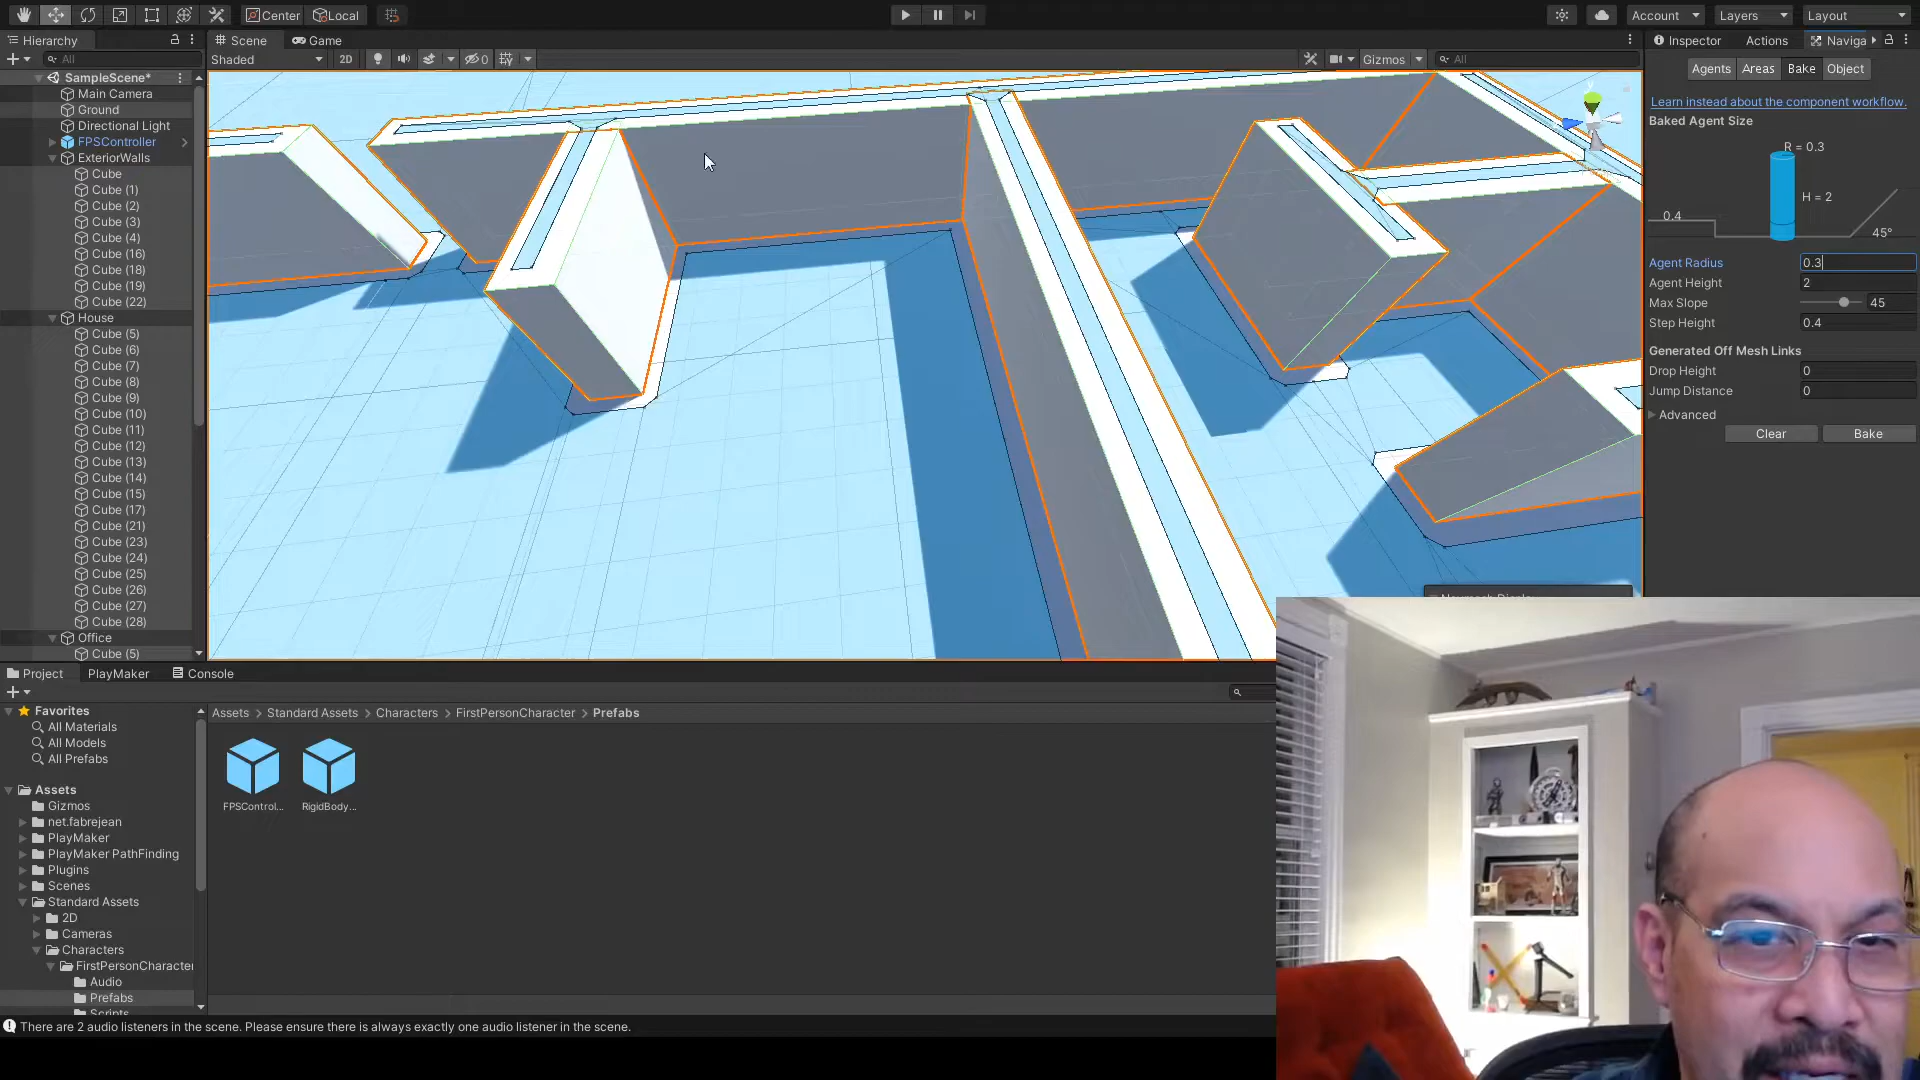 Center
Local
Account
Layers
Layout
Hierarchy
Scene
Game
Inspector
Actions
Naviga
All
Shaded
2D
0
Gizmos
All
SampleScene*
Main Camera
Ground
Directional Light
FPSController
ExteriorWalls
Cube
Cube (1)
Cube (2)
Cube (3)
Cube (4)
Cube (16)
Cube (18)
Cube (19)
Cube (22)
House
Cube (5)
Cube (6)
Cube (7)
Cube (8)
Cube (9)
Cube (10)
Cube (11)
Cube (12)
Cube (13)
Cube (14)
Cube (15)
Cube (17)
Cube (21)
Cube (23)
Cube (24)
Cube (25)
Cube (26)
Cube (27)
Cube (28)
Office
Cube (5)
Agents
Areas
Bake
Object
Learn instead about the component workflow.
Baked Agent Size
R = 0.3
H = 2
0.4
45°
Agent Radius 0.3
Agent Height 2
Max Slope 45
Step Height 0.4
Generated Off Mesh Links
Drop Height 0
Jump Distance 0
Advanced
Clear
Bake
Project
PlayMaker
Console
Favorites
All Materials
All Models
All Prefabs
Assets
Gizmos
net.fabrejean
PlayMaker
PlayMaker PathFinding
Plugins
Scenes
Standard Assets
2D
Cameras
Characters
FirstPersonCharacter
Audio
Prefabs
Scripts
Assets > Standard Assets > Characters > FirstPersonCharacter > Prefabs
FPSControl...
RigidBody...
There are 2 audio listeners in the scene. Please ensure there is always exactly one audio listener in the scene.